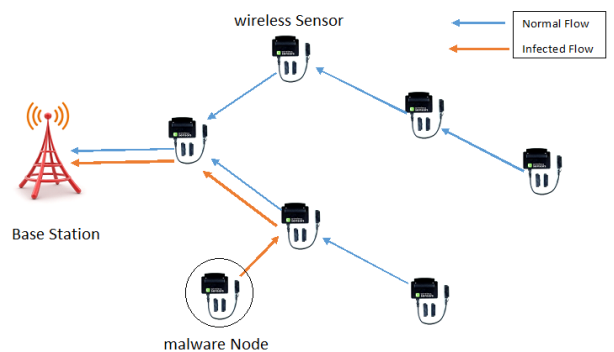 wireless Sensor
Normal Flow
Infected Flow
Base Station
malware Node